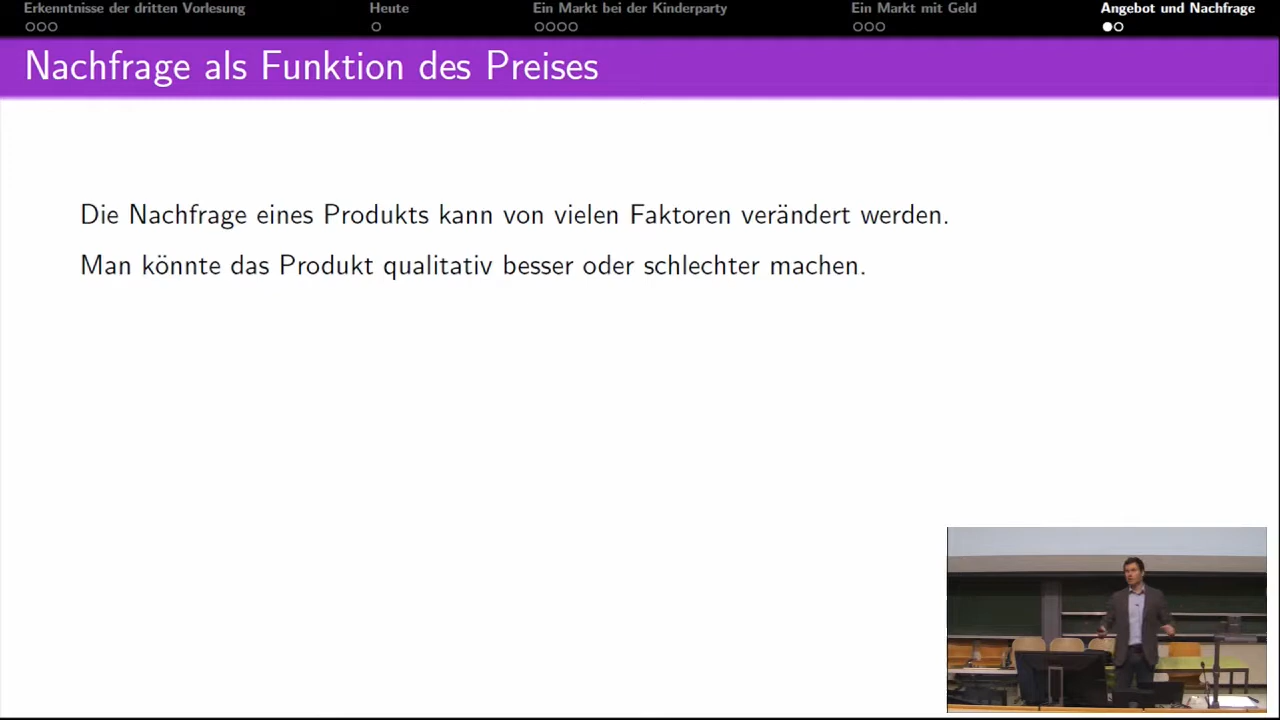 Erkenntnisse der dritten Vorlesung
Heute
Ein Markt bei der Kinderparty
Ein Markt mit Geld
Angebot und Nachfrage
Nachfrage als Funktion des Preises
Die Nachfrage eines Produkts kann von vielen Faktoren verändert werden.
Man könnte das Produkt qualitativ besser oder schlechter machen.